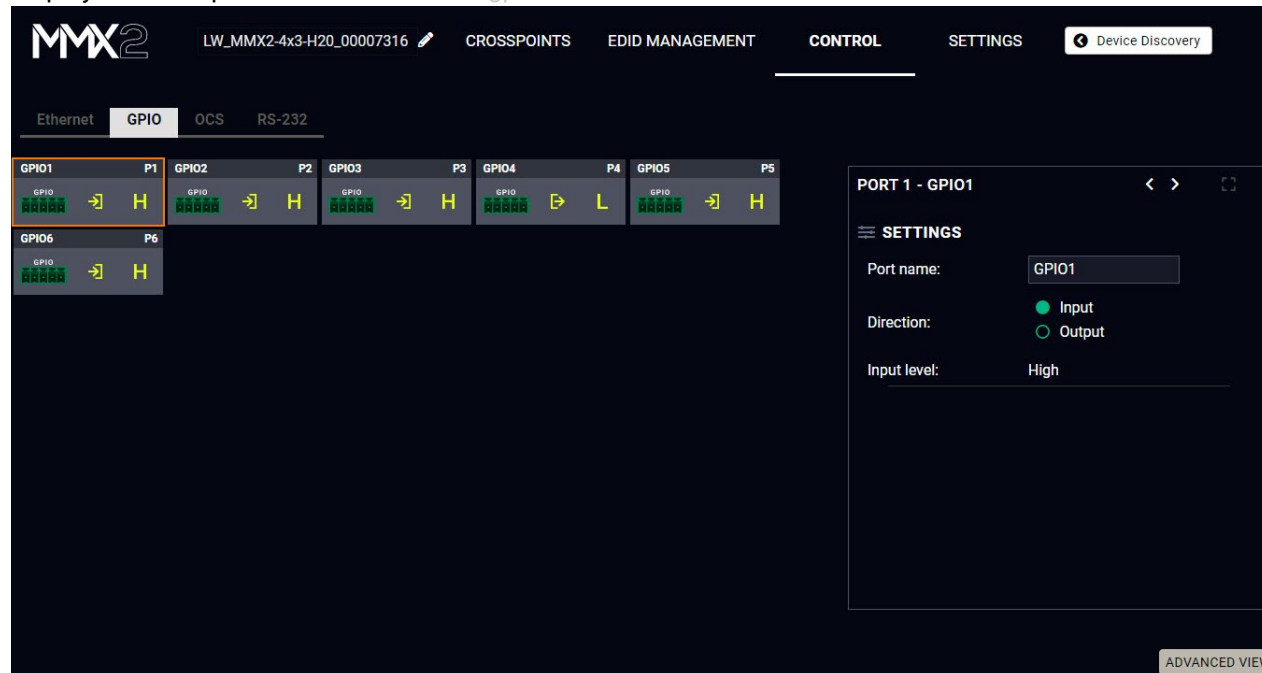 MMX2 LW_MMX2-4x3-H20_00007316 CROSSPOINTS EDID MANAGEMENT CONTROL SETTINGS Device Discovery
Ethernet GPIO OCS RS-232
GPIO1 P1 GPIO2 P2 GPIO3 P3 GPIO4 P4 GPIO5 P5
GPIO H GPIO H GPIO H GPIO L GPIO H
GPIO6 P6
GPIO H
PORT 1 - GPIO1
SETTINGS
Port name: GPIO1
Direction: Input
Output
Input level: High
ADVANCED VIEW